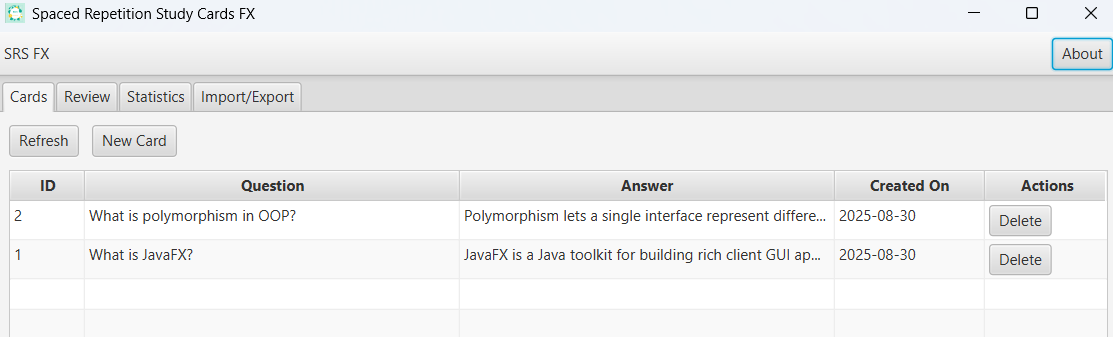 Spaced Repetition Study Cards FX
SRS FX About
Cards Review Statistics Import/Export
Refresh New Card
ID Question Answer Created On Actions
2 What is polymorphism in OOP? Polymorphism lets a single interface represent differe... 2025-08-30 Delete
1 What is JavaFX? JavaFX is a Java toolkit for building rich client GUI ap... 2025-08-30 Delete